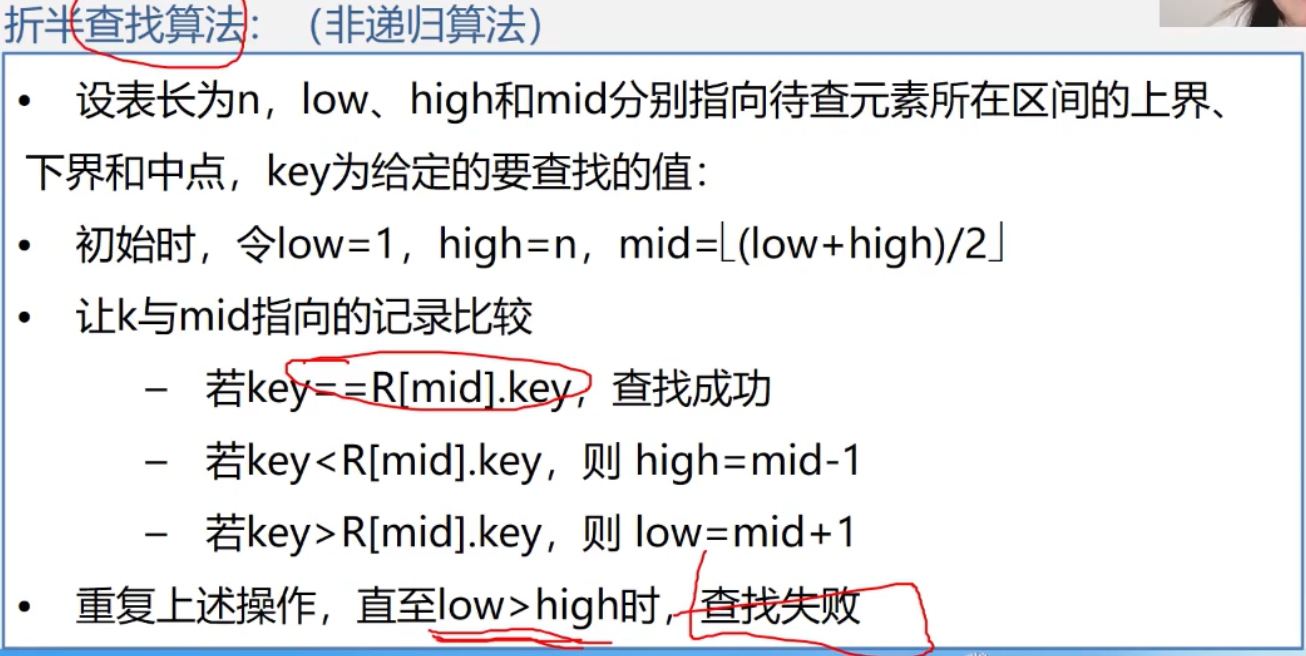 折半查找算法：（非递归算法）
• 设表长为n，low、high和mid分别指向待查元素所在区间的上界、
下界和中点，key为给定的要查找的值：
• 初始时，令low=1，high=n，mid=⌊(low+high)/2⌋
• 让k与mid指向的记录比较
– 若key==R[mid].key，查找成功
– 若key<R[mid].key，则 high=mid-1
– 若key>R[mid].key，则 low=mid+1
• 重复上述操作，直至low>high时，查找失败